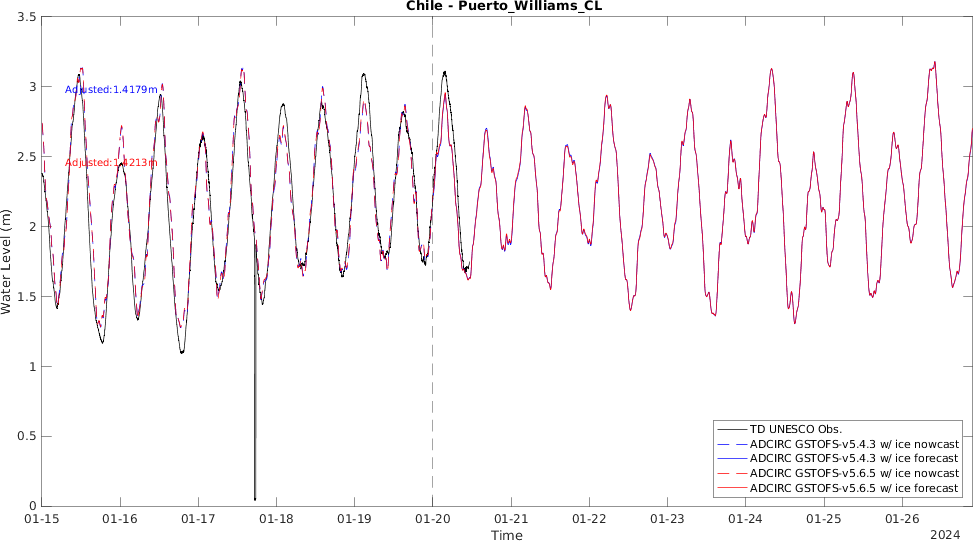 Chile - Puerto_Williams_CL
3.5
3
2.5
2
1.5
1
0.5
0
Water Level (m)
Adjusted:1.4179m
Adjusted:1.4213m
TD UNESCO Obs.
ADCIRC GSTOFS-v5.4.3 w/ ice nowcast
ADCIRC GSTOFS-v5.4.3 w/ ice forecast
ADCIRC GSTOFS-v5.6.5 w/ ice nowcast
ADCIRC GSTOFS-v5.6.5 w/ ice forecast
01-15 01-16 01-17 01-18 01-19 01-20 01-21 01-22 01-23 01-24 01-25 01-26
Time
2024